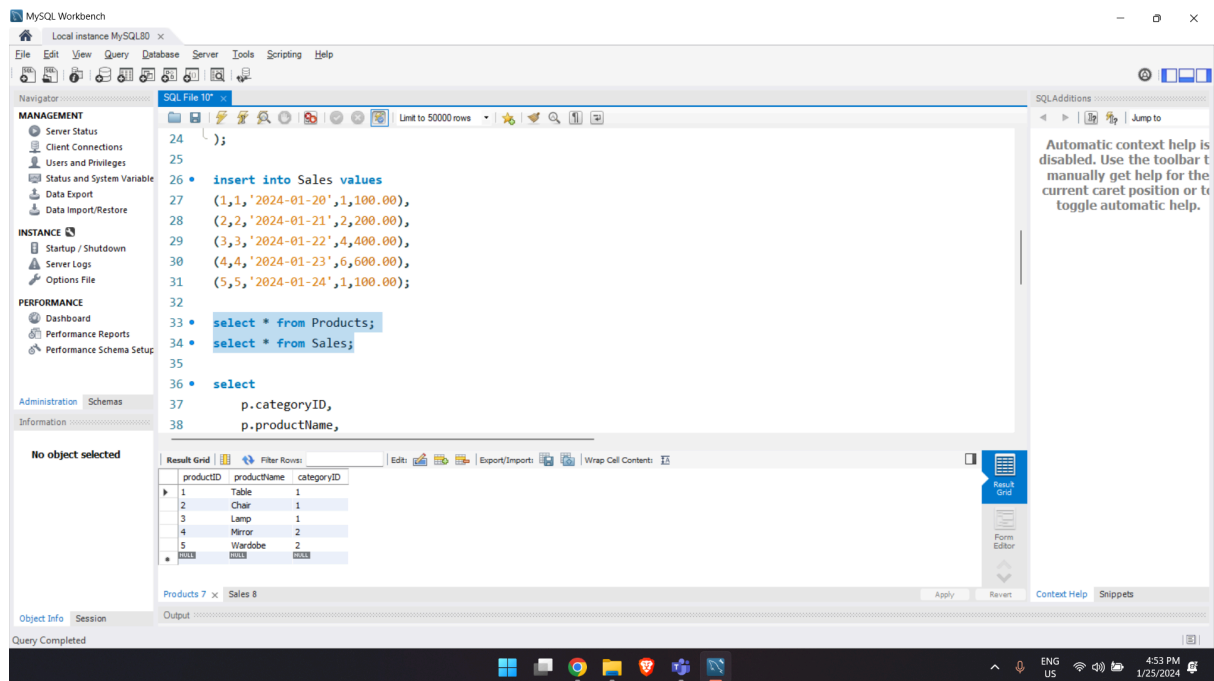 MySQL Workbench
Local instance MySQL80 ×
File Edit View Query Database Server Tools Scripting Help
Navigator
SQL File 10* ×
SQLAdditions
MANAGEMENT
Server Status
Client Connections
Users and Privileges
Status and System Variable
Data Export
Data Import/Restore
INSTANCE
Startup / Shutdown
Server Logs
Options File
PERFORMANCE
Dashboard
Performance Reports
Performance Schema Setup
Administration Schemas
Information
No object selected
Object Info Session
Query Completed
Limit to 50000 rows
24 );
25
26 insert into Sales values
27 (1,1,'2024-01-20',1,100.00),
28 (2,2,'2024-01-21',2,200.00),
29 (3,3,'2024-01-22',4,400.00),
30 (4,4,'2024-01-23',6,600.00),
31 (5,5,'2024-01-24',1,100.00);
32
33 select * from Products;
34 select * from Sales;
35
36 select
37 p.categoryID,
38 p.productName,
Result Grid Filter Rows: Edit: Export/Import: Wrap Cell Content:
productID productName categoryID
1 Table 1
2 Chair 1
3 Lamp 1
4 Mirror 2
5 Wardobe 2
NULL NULL NULL
Result
Grid
Form
Editor
Products 7 × Sales 8
Apply Revert
Output
Jump to
Automatic context help is
disabled. Use the toolbar t
manually get help for the
current caret position or to
toggle automatic help.
Context Help Snippets
ENG
US
4:53 PM
1/25/2024